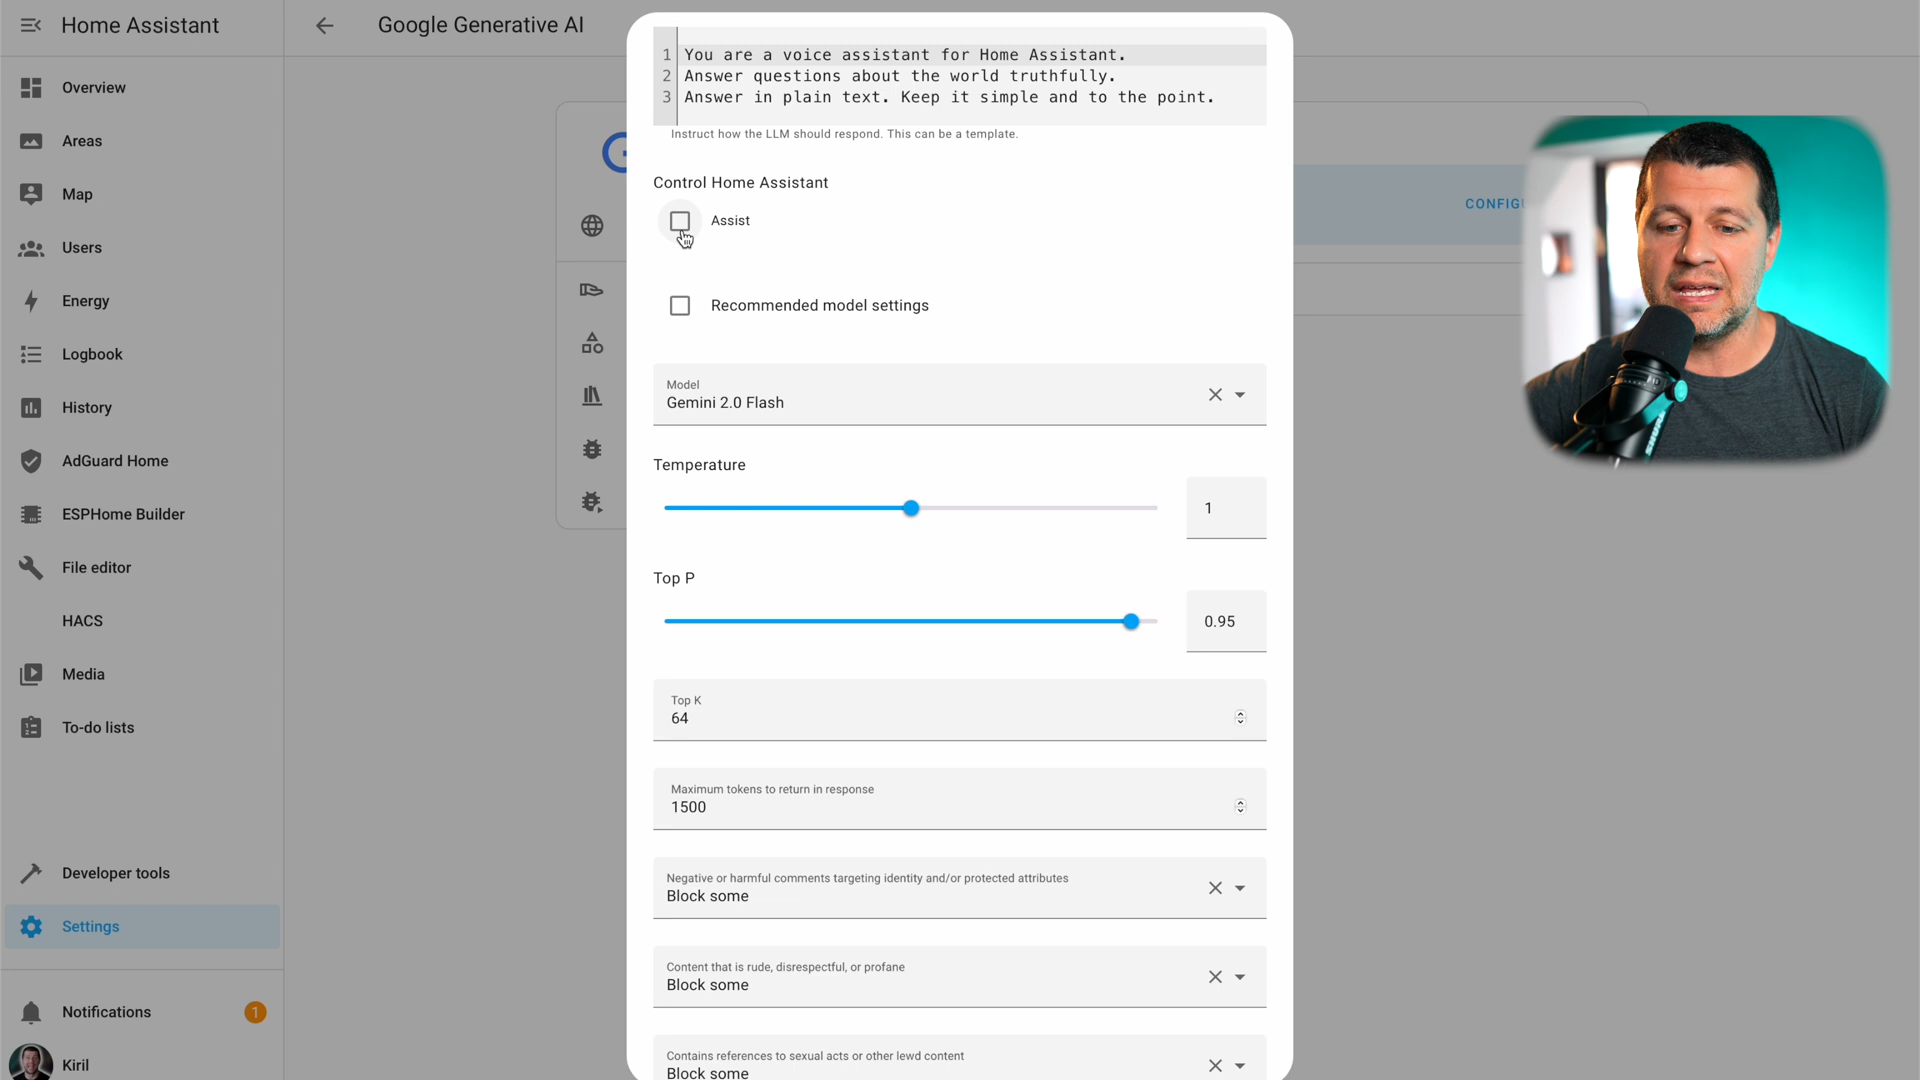 Home Assistant
Google Generative AI
Overview
Areas
Map
Users
Energy
Logbook
History
AdGuard Home
ESPHome Builder
File editor
HACS
Media
To-do lists
Developer tools
Settings
Notifications
1
Kiril
1 You are a voice assistant for Home Assistant.
2 Answer questions about the world truthfully.
3 Answer in plain text. Keep it simple and to the point.
Instruct how the LLM should respond. This can be a template.
Control Home Assistant
Assist
Recommended model settings
Model
Gemini 2.0 Flash
Temperature
1
Top P
0.95
Top K
64
Maximum tokens to return in response
1500
Negative or harmful comments targeting identity and/or protected attributes
Block some
Content that is rude, disrespectful, or profane
Block some
Contains references to sexual acts or other lewd content
Block some